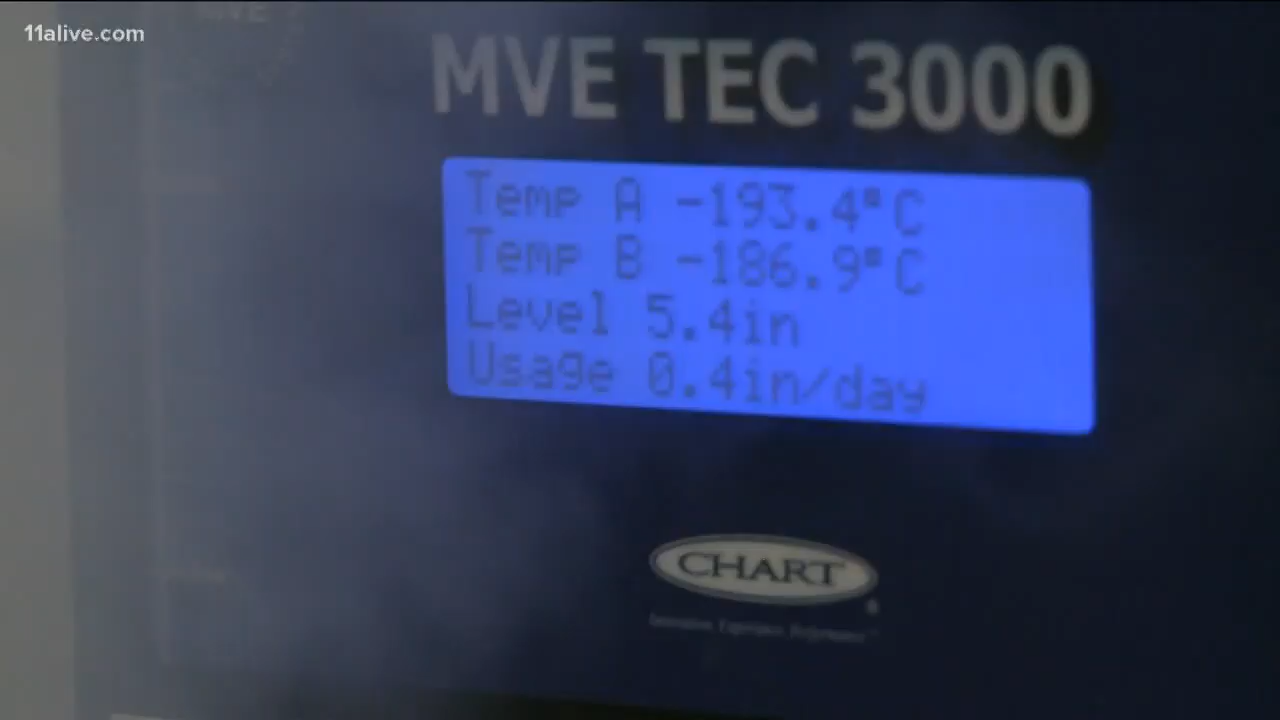 11alive.com
MVE
MVE TEC 3000
Temp A -193.4°C
Temp B -186.9°C
Level 5.4in
Usage 0.4in/day
CHART